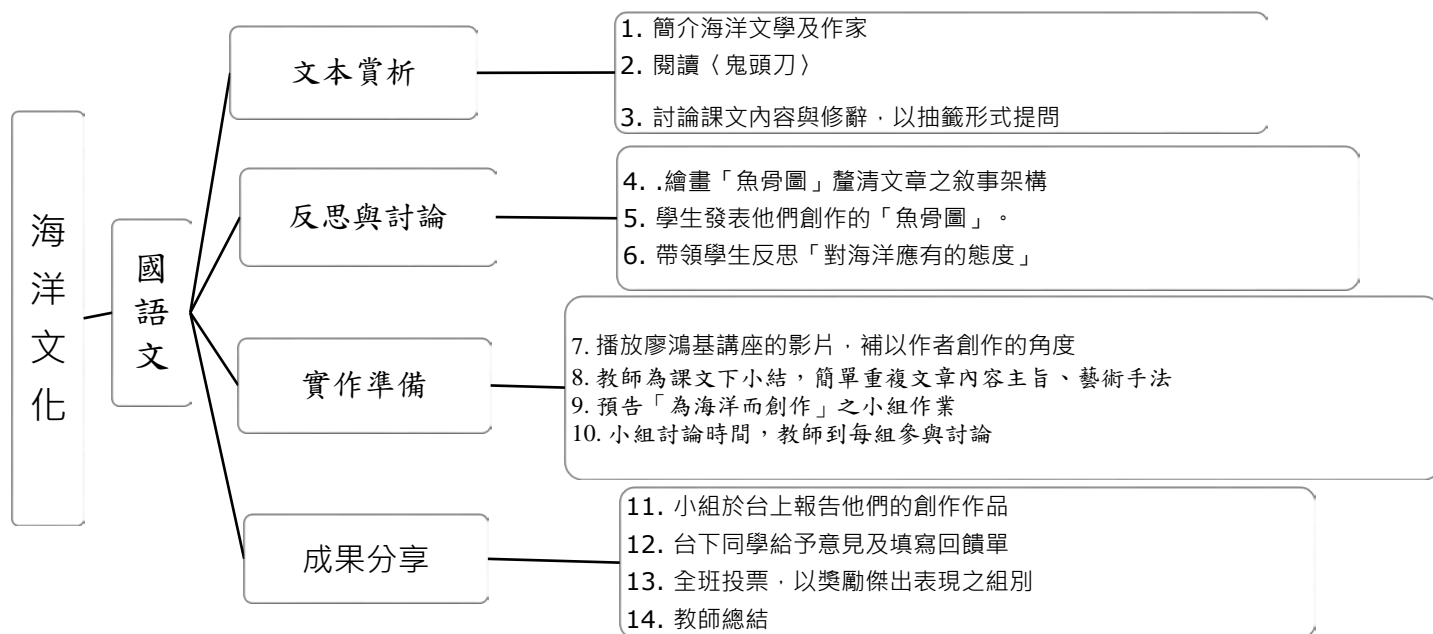 海洋文化
國語文
文本賞析
1. 簡介海洋文學及作家
2. 閱讀〈鬼頭刀〉
3. 討論課文內容與修辭，以抽籤形式提問
反思與討論
4. .繪畫「魚骨圖」釐清文章之敘事架構
5. 學生發表他們創作的「魚骨圖」。
6. 帶領學生反思「對海洋應有的態度」
實作準備
7. 播放廖鴻基講座的影片，補以作者創作的角度
8. 教師為課文下小結，簡單重複文章內容主旨、藝術手法
9. 預告「為海洋而創作」之小組作業
10. 小組討論時間，教師到每組參與討論
成果分享
11. 小組於台上報告他們的創作作品
12. 台下同學給予意見及填寫回饋單
13. 全班投票，以獎勵傑出表現之組別
14. 教師總結